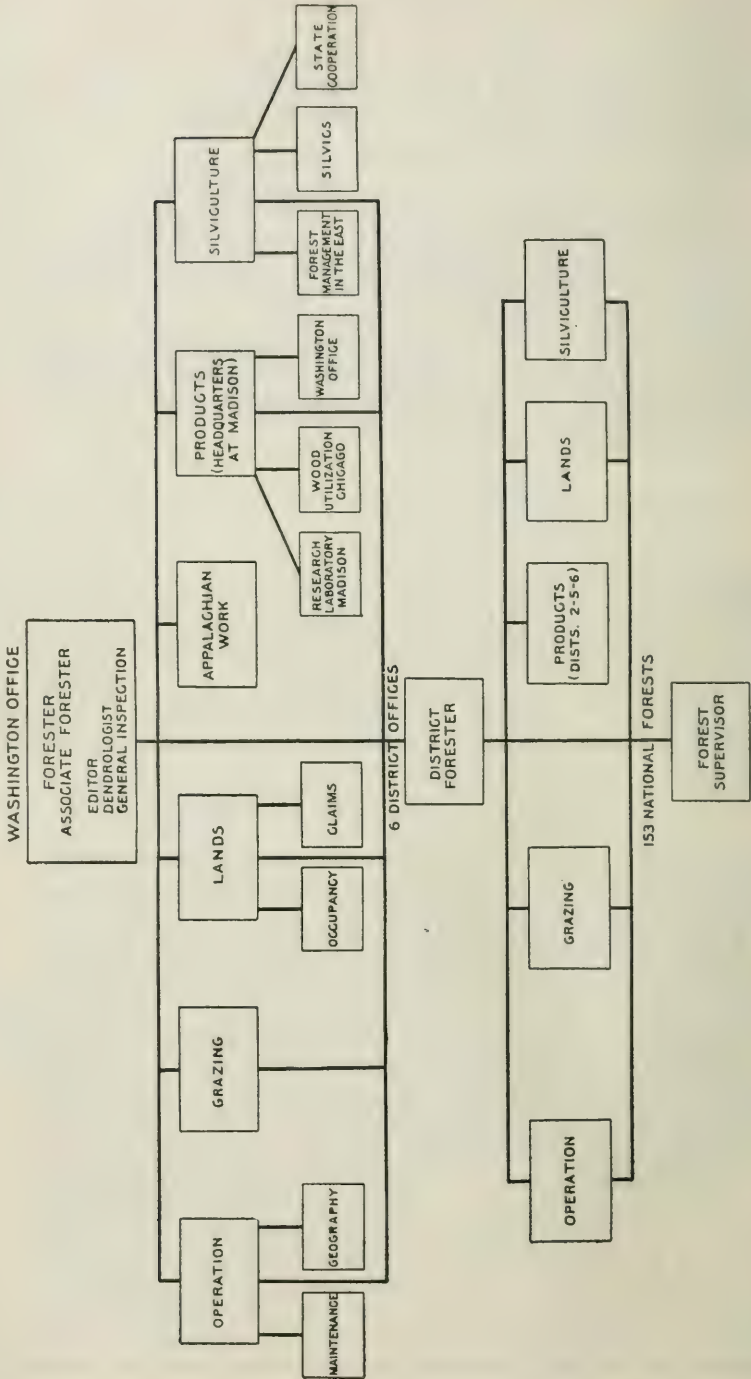 WASHINGTON OFFICE
FORESTER
ASSOCIATE FORESTER
EDITOR
DENDROLOGIST
GENERAL INSPECTION
OPERATION
GRAZING
LANDS
APPALACHIAN
WORK
PRODUCTS
(HEADQUARTERS
AT MADISON)
SILVICULTURE
MAINTENANCE
GEOGRAPHY
OCCUPANCY
CLAIMS
RESEARCH
LABORATORY
MADISON
WOOD
UTILIZATION
CHICAGO
WASHINGTON
OFFICE
FOREST
MANAGEMENT
IN THE EAST
SILVICS
STATE
COOPERATION
6 DISTRICT OFFICES
DISTRICT
FORESTER
OPERATION
GRAZING
PRODUCTS
(DISTS. 2-5-6)
LANDS
SILVICULTURE
153 NATIONAL FORESTS
FOREST
SUPERVISOR